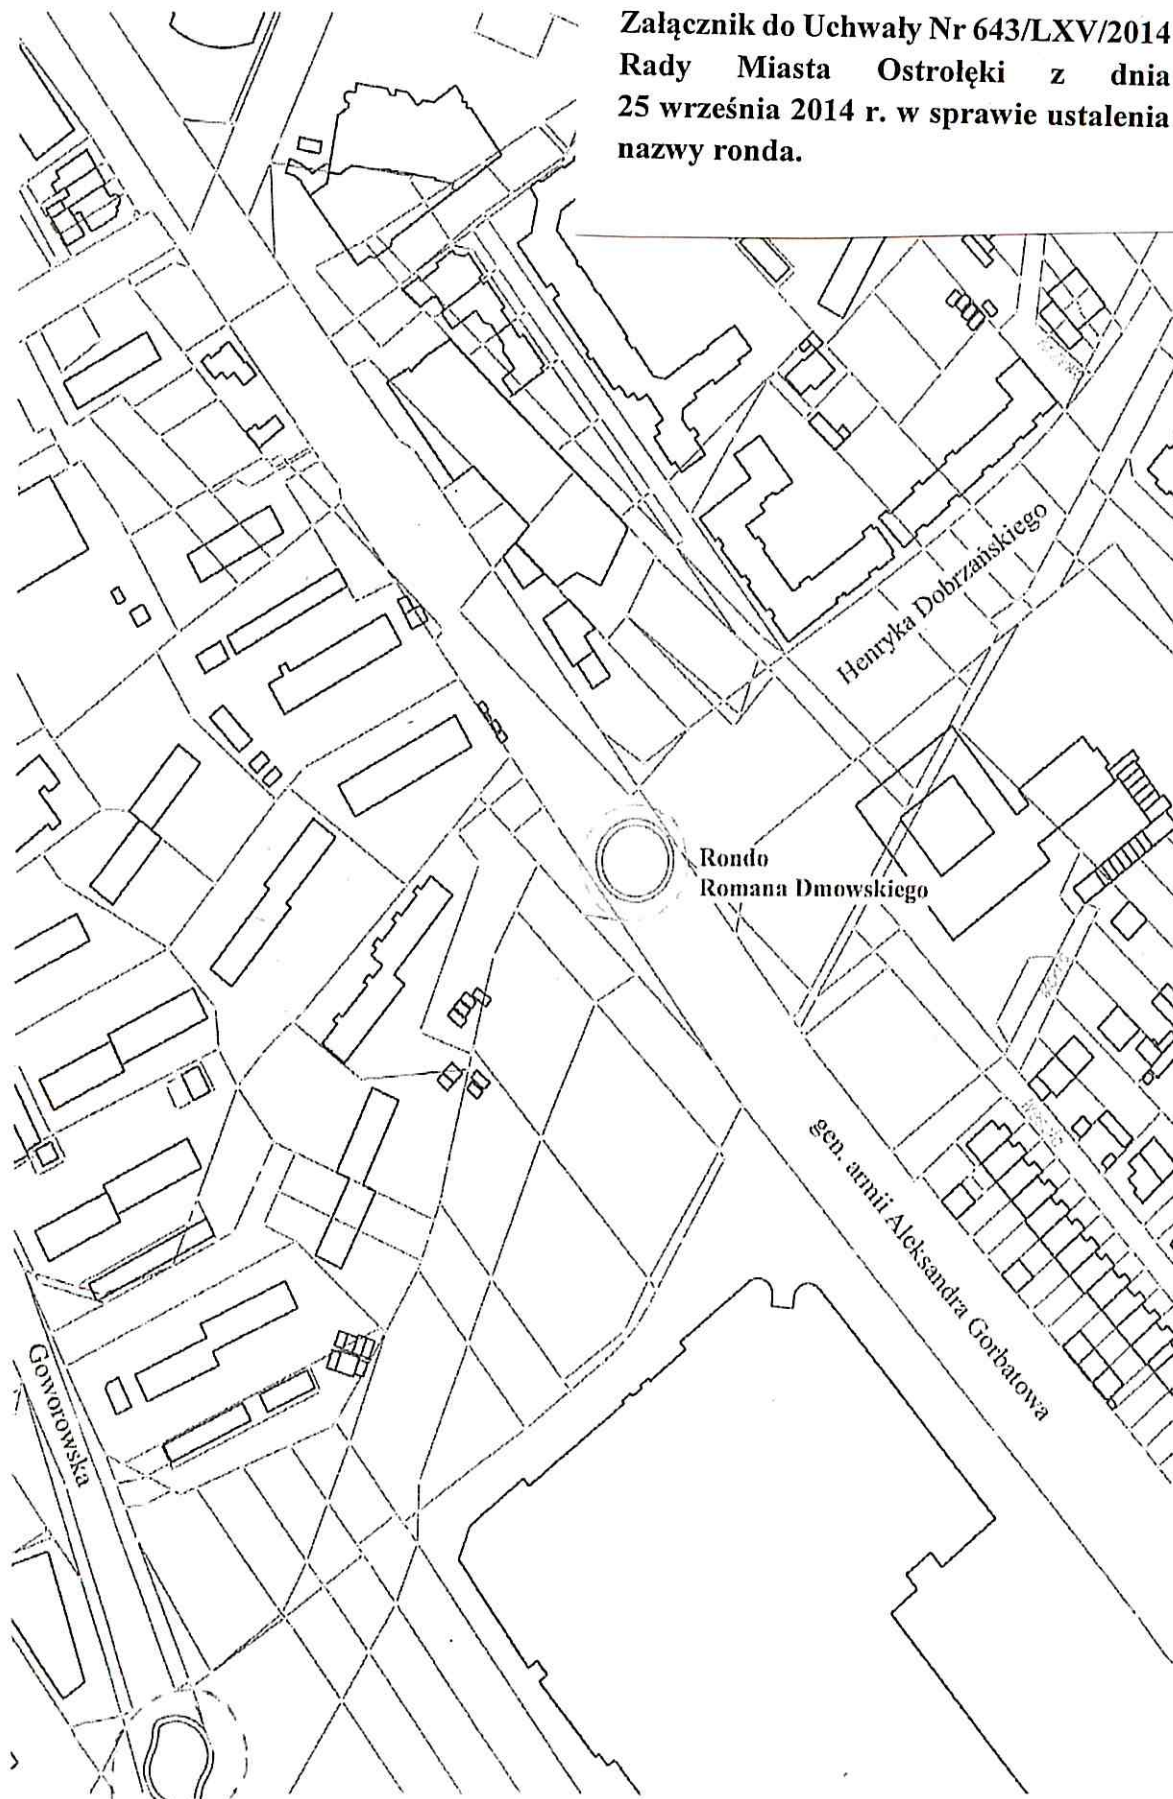 Załącznik do Uchwały Nr 643/LXV/2014
Rady Miasta Ostrołęki z dnia
25 września 2014 r. w sprawie ustalenia
nazwy ronda.
Henryka Dobrzańskiego
Rondo
Romana Dmowskiego
gen. armii Aleksandra Gorbatowa
Goworowska